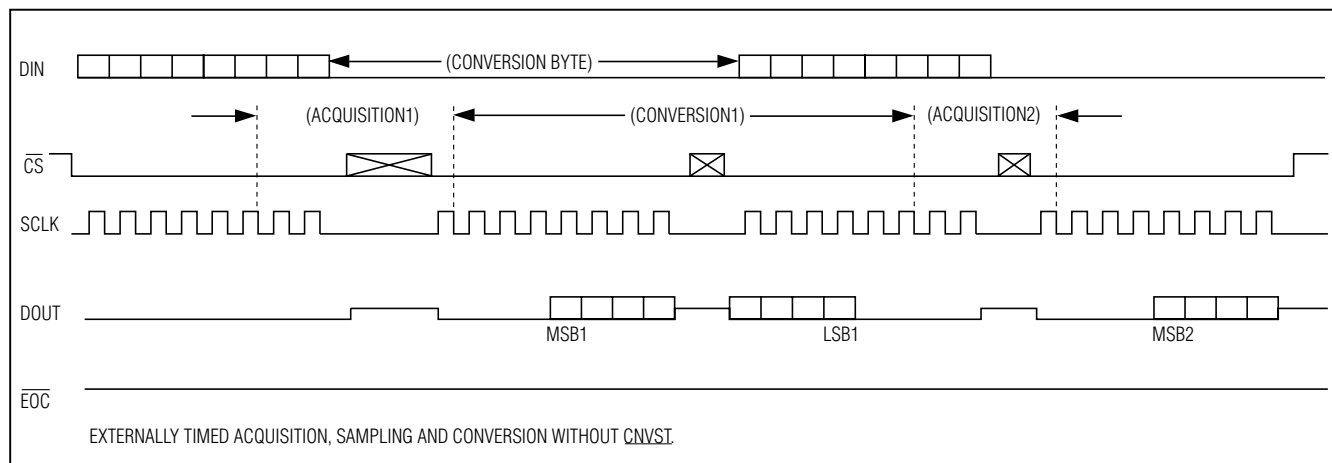 DIN
(CONVERSION BYTE)
(ACQUISITION1)
(CONVERSION1)
(ACQUISITION2)
CS
SCLK
DOUT
MSB1
LSB1
MSB2
EOC
EXTERNALLY TIMED ACQUISITION, SAMPLING AND CONVERSION WITHOUT CNVST.